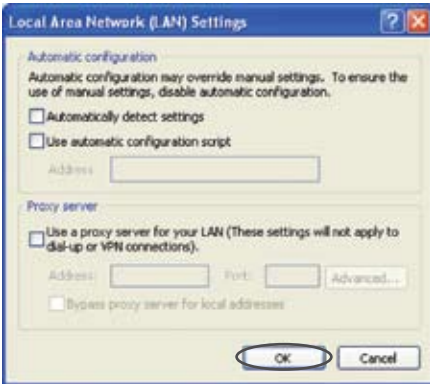 Local Area Network (LAN) Settings
Automatic configuration
Automatic configuration may override manual settings. To ensure the
use of manual settings, disable automatic configuration.
Automatically detect settings
Use automatic configuration script
Address
Proxy server
Use a proxy server for your LAN (These settings will not apply to
dial-up or VPN connections).
Address: Port: Advanced...
Bypass proxy server for local addresses
OK Cancel